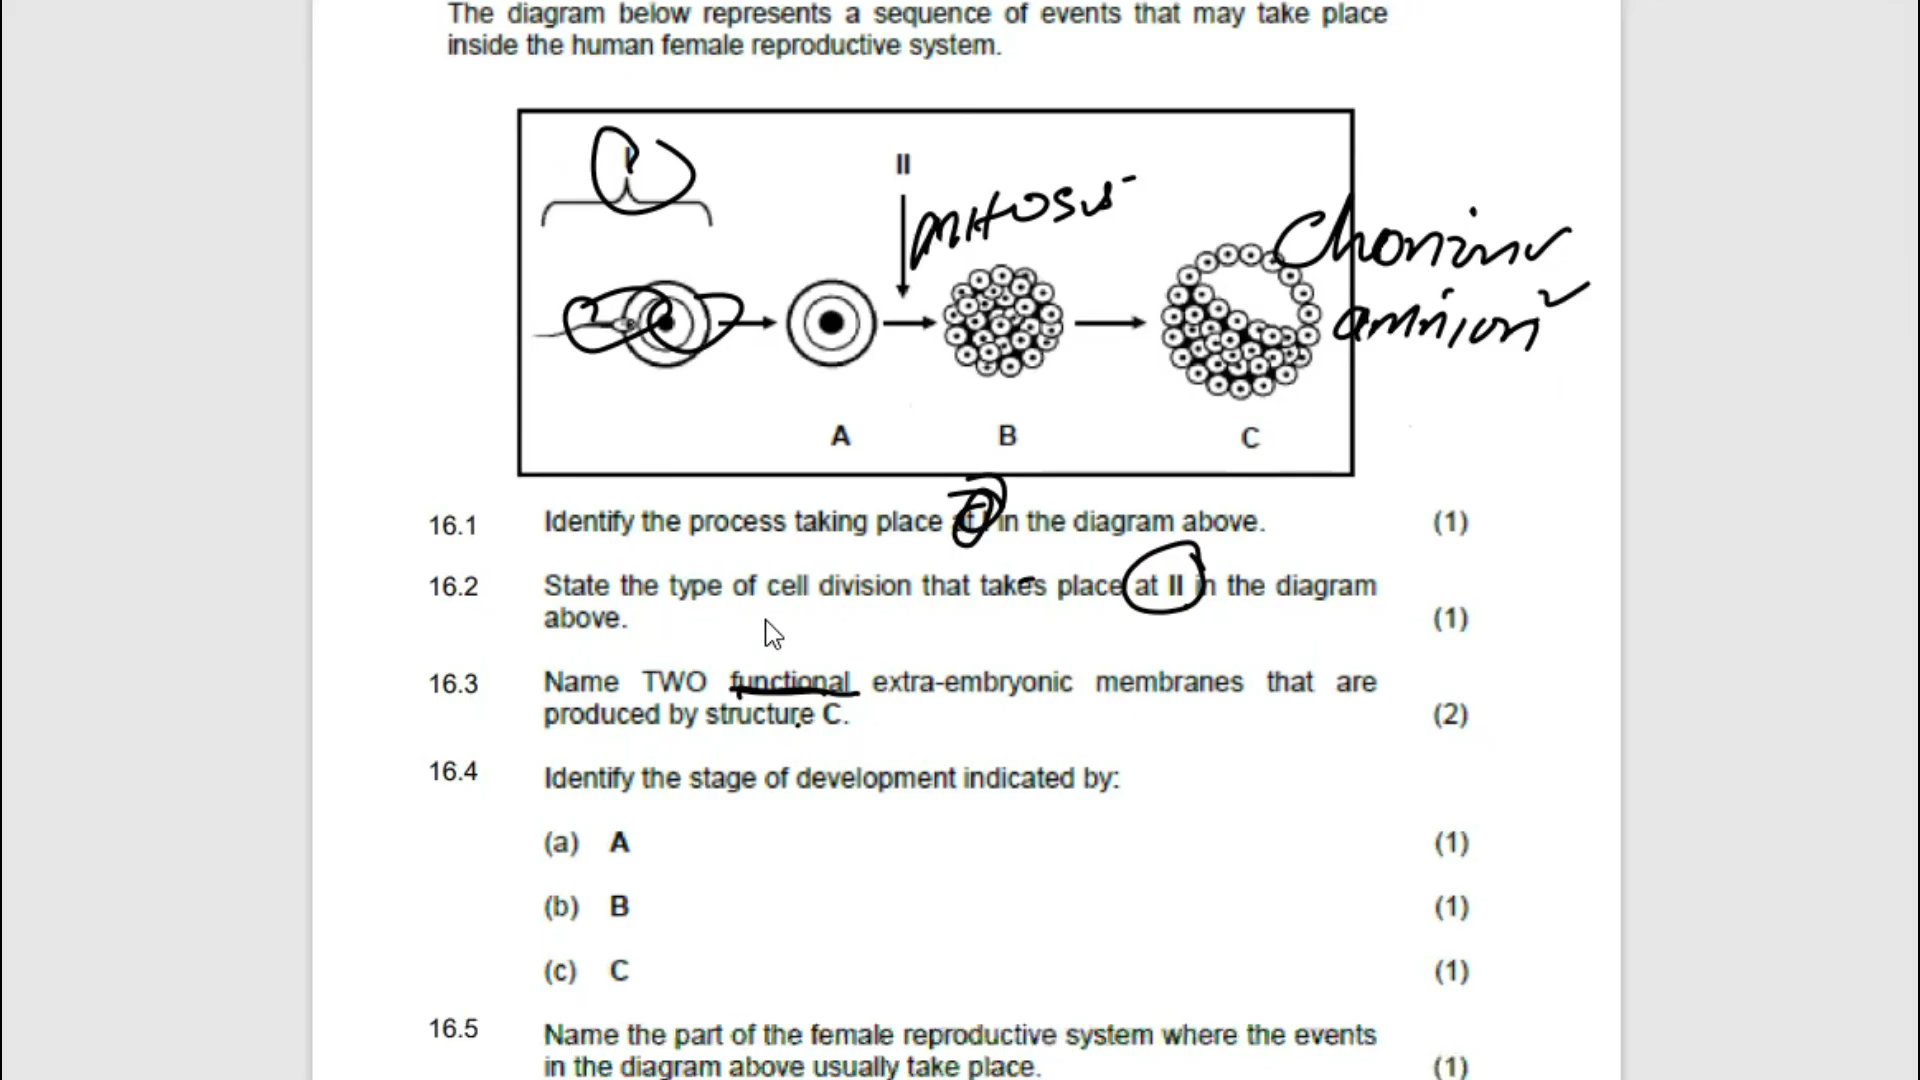 The diagram below represents a sequence of events that may take place
inside the human female reproductive system.
I
II
mitosis
Chorion
amnion
A
B
C
16.1 Identify the process taking place at I in the diagram above. (1)
16.2 State the type of cell division that takes place at II in the diagram
above. (1)
16.3 Name TWO functional extra-embryonic membranes that are
produced by structure C. (2)
16.4 Identify the stage of development indicated by:
(a) A (1)
(b) B (1)
(c) C (1)
16.5 Name the part of the female reproductive system where the events
in the diagram above usually take place. (1)